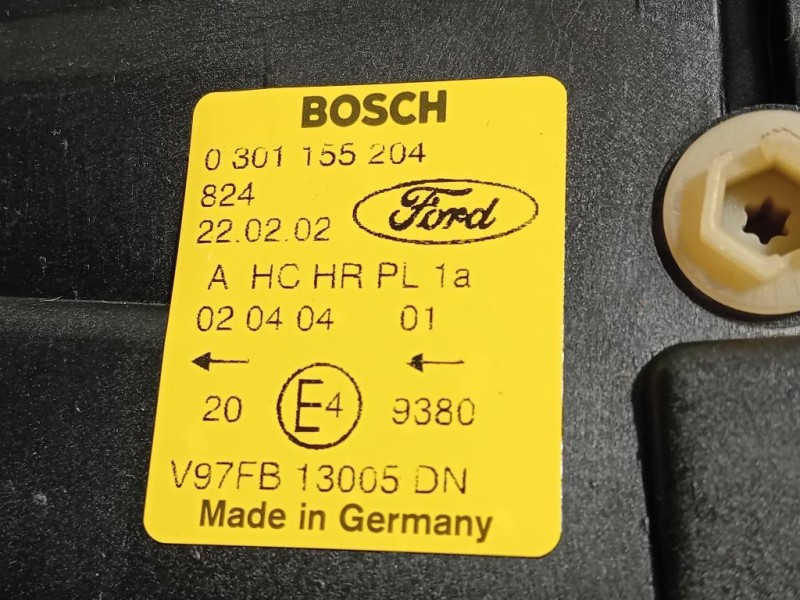 BOSCH
0 301 155 204
824
Ford
22.02.02
A HC HR PL 1a
02 04 04 01
← ←
20 E4 9380
V97FB 13005 DN
Made in Germany